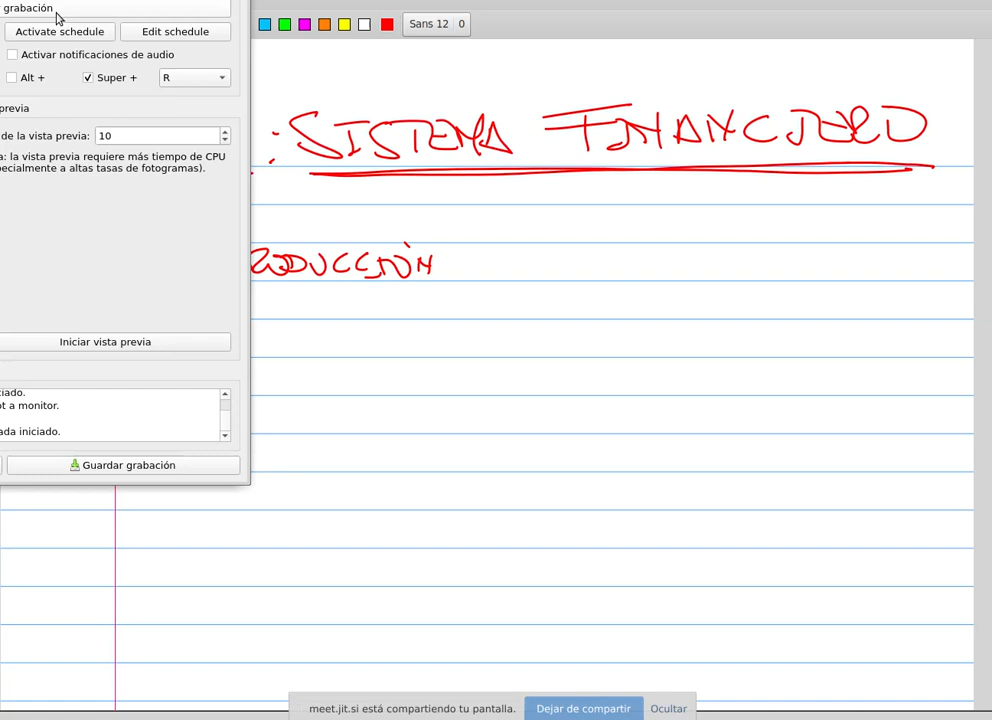 grabación
Activate schedule Edit schedule Sans 12 0
Activar notificaciones de audio
Alt + Super + R
: SISTEMA FINANCIERO
previa
de la vista previa: 10
a: la vista previa requiere más tiempo de CPU
pecialmente a altas tasas de fotogramas).
RODUCCIÓN
Iniciar vista previa
ciado.
ot a monitor.
ada iniciado.
Guardar grabación
meet.jit.si está compartiendo tu pantalla. Dejar de compartir Ocultar